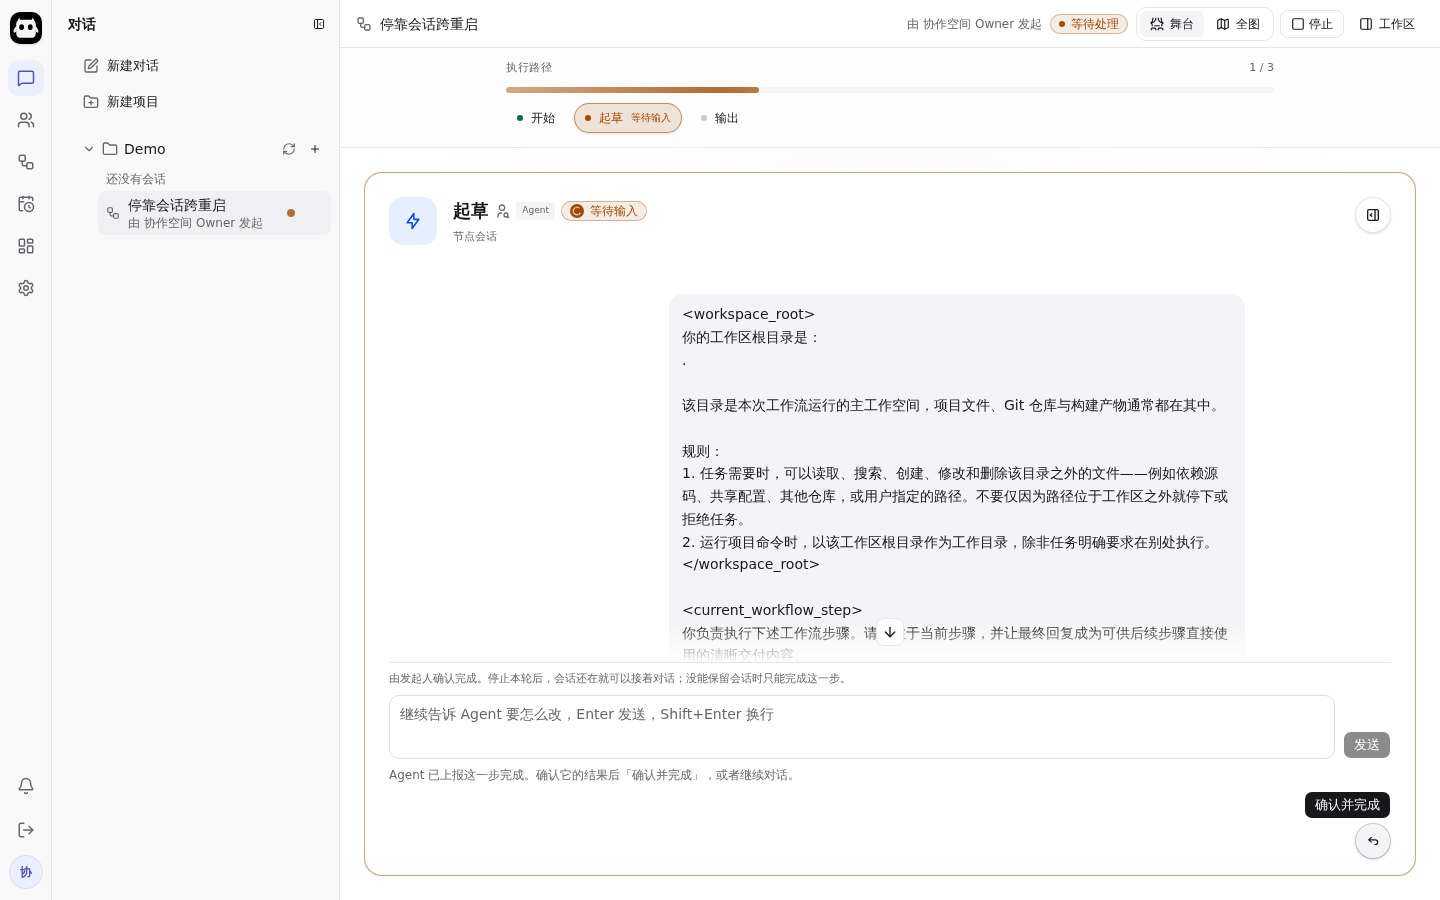 对话
新建对话
新建项目
Demo
还没有会话
停靠会话跨重启
由 协作空间 Owner 发起
协
停靠会话跨重启
由 协作空间 Owner 发起
等待处理
舞台
全图
停止
工作区
执行路径
1 / 3
开始
起草 等待输入
输出
起草
Agent
等待输入
节点会话
<workspace_root>
你的工作区根目录是：
.
该目录是本次工作流运行的主工作空间，项目文件、Git 仓库与构建产物通常都在其中。
规则：
1. 任务需要时，可以读取、搜索、创建、修改和删除该目录之外的文件——例如依赖源
码、共享配置、其他仓库，或用户指定的路径。不要仅因为路径位于工作区之外就停下或
拒绝任务。
2. 运行项目命令时，以该工作区根目录作为工作目录，除非任务明确要求在别处执行。
</workspace_root>
<current_workflow_step>
你负责执行下述工作流步骤。请于当前步骤，并让最终回复成为可供后续步骤直接使
用的清晰交付内容。
由发起人确认完成。停止本轮后，会话还在就可以接着对话；没能保留会话时只能完成这一步。
继续告诉 Agent 要怎么改，Enter 发送，Shift+Enter 换行
发送
Agent 已上报这一步完成。确认它的结果后「确认并完成」，或者继续对话。
确认并完成